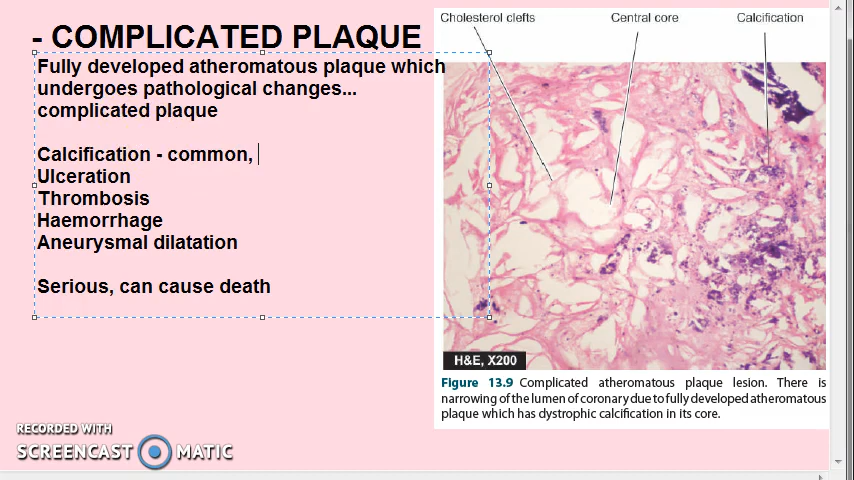 - COMPLICATED PLAQUE
Fully developed atheromatous plaque which
undergoes pathological changes...
complicated plaque
Calcification - common,
Ulceration
Thrombosis
Haemorrhage
Aneurysmal dilatation
Serious, can cause death
Cholesterol clefts
Central core
Calcification
H&E, X200
Figure 13.9 Complicated atheromatous plaque lesion. There is
narrowing of the lumen of coronary due to fully developed atheromatous
plaque which has dystrophic calcification in its core.
RECORDED WITH
SCREENCAST MATIC